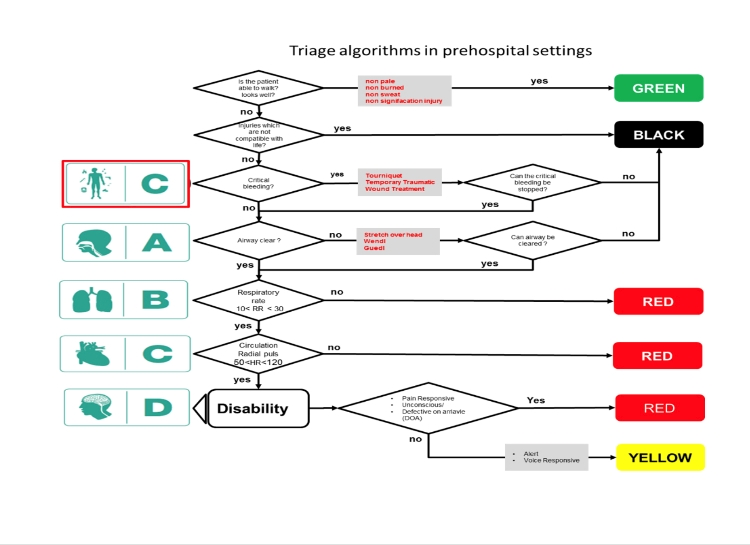 Triage algorithms in prehospital settings
Is the patient
able to walk?
looks well?
non pale
non burned
non sweat
non signifacation injury
yes
GREEN
no
Injuries which
are not
compatible with
life?
yes
BLACK
no
C
Critical
bleeding?
yes
Tourniquet
Temporary Traumatic
Wound Treatment
Can the critical
bleeding be
stopped?
no
yes
no
A
Airway clear ?
no
Stretch over head
Wendl
Guedl
Can airway be
cleared ?
no
yes
yes
B
Respiratory
rate
10< RR < 30
no
RED
yes
C
Circulation
Radial puls
50<HR<120
no
RED
yes
D
Disability
• Pain Responsive
• Unconscious/
• Defective on arriavle
(DOA)
Yes
RED
no
• Alert
• Voice Responsive
YELLOW